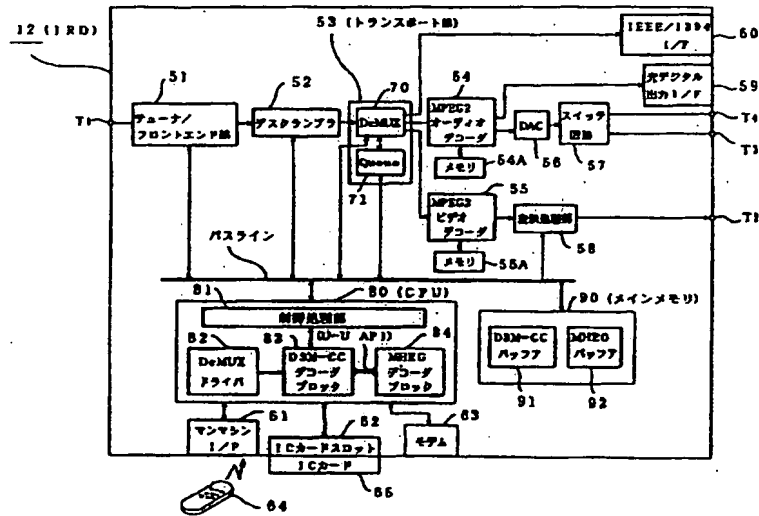 12(IRD)
53(トランスポート部)
IEEE/1394
I/F
60
51
52
70
54
光デジタル
出力I/F
59
T1
チューナ/
フロントエンド部
デスクランブラ
DeMUX
MPEG2
オーディオ
デコーダ
DAC
スイッチ
回路
T4
T3
56
57
Queue
71
メモリ
54A
55
MPEG2
ビデオ
デコーダ
58
T2
メモリ
55A
バスライン
80(CPU)
81
制御処理部
90(メインメモリ)
82
83
(U-U API)
84
DeMUX
ドライバ
DSM-CC
デコーダ
ブロック
MHEG
デコーダ
ブロック
DSM-CC
バッファ
MHEG
バッファ
91
92
61
62
63
マンマシン
I/F
ICカードスロット
ICカード
モデム
64
65